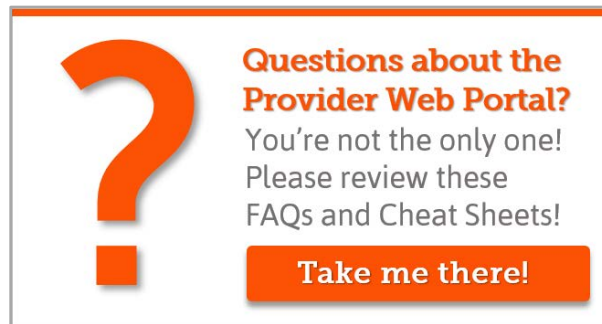 ?
Questions about the
Provider Web Portal?
You're not the only one!
Please review these
FAQs and Cheat Sheets!
Take me there!